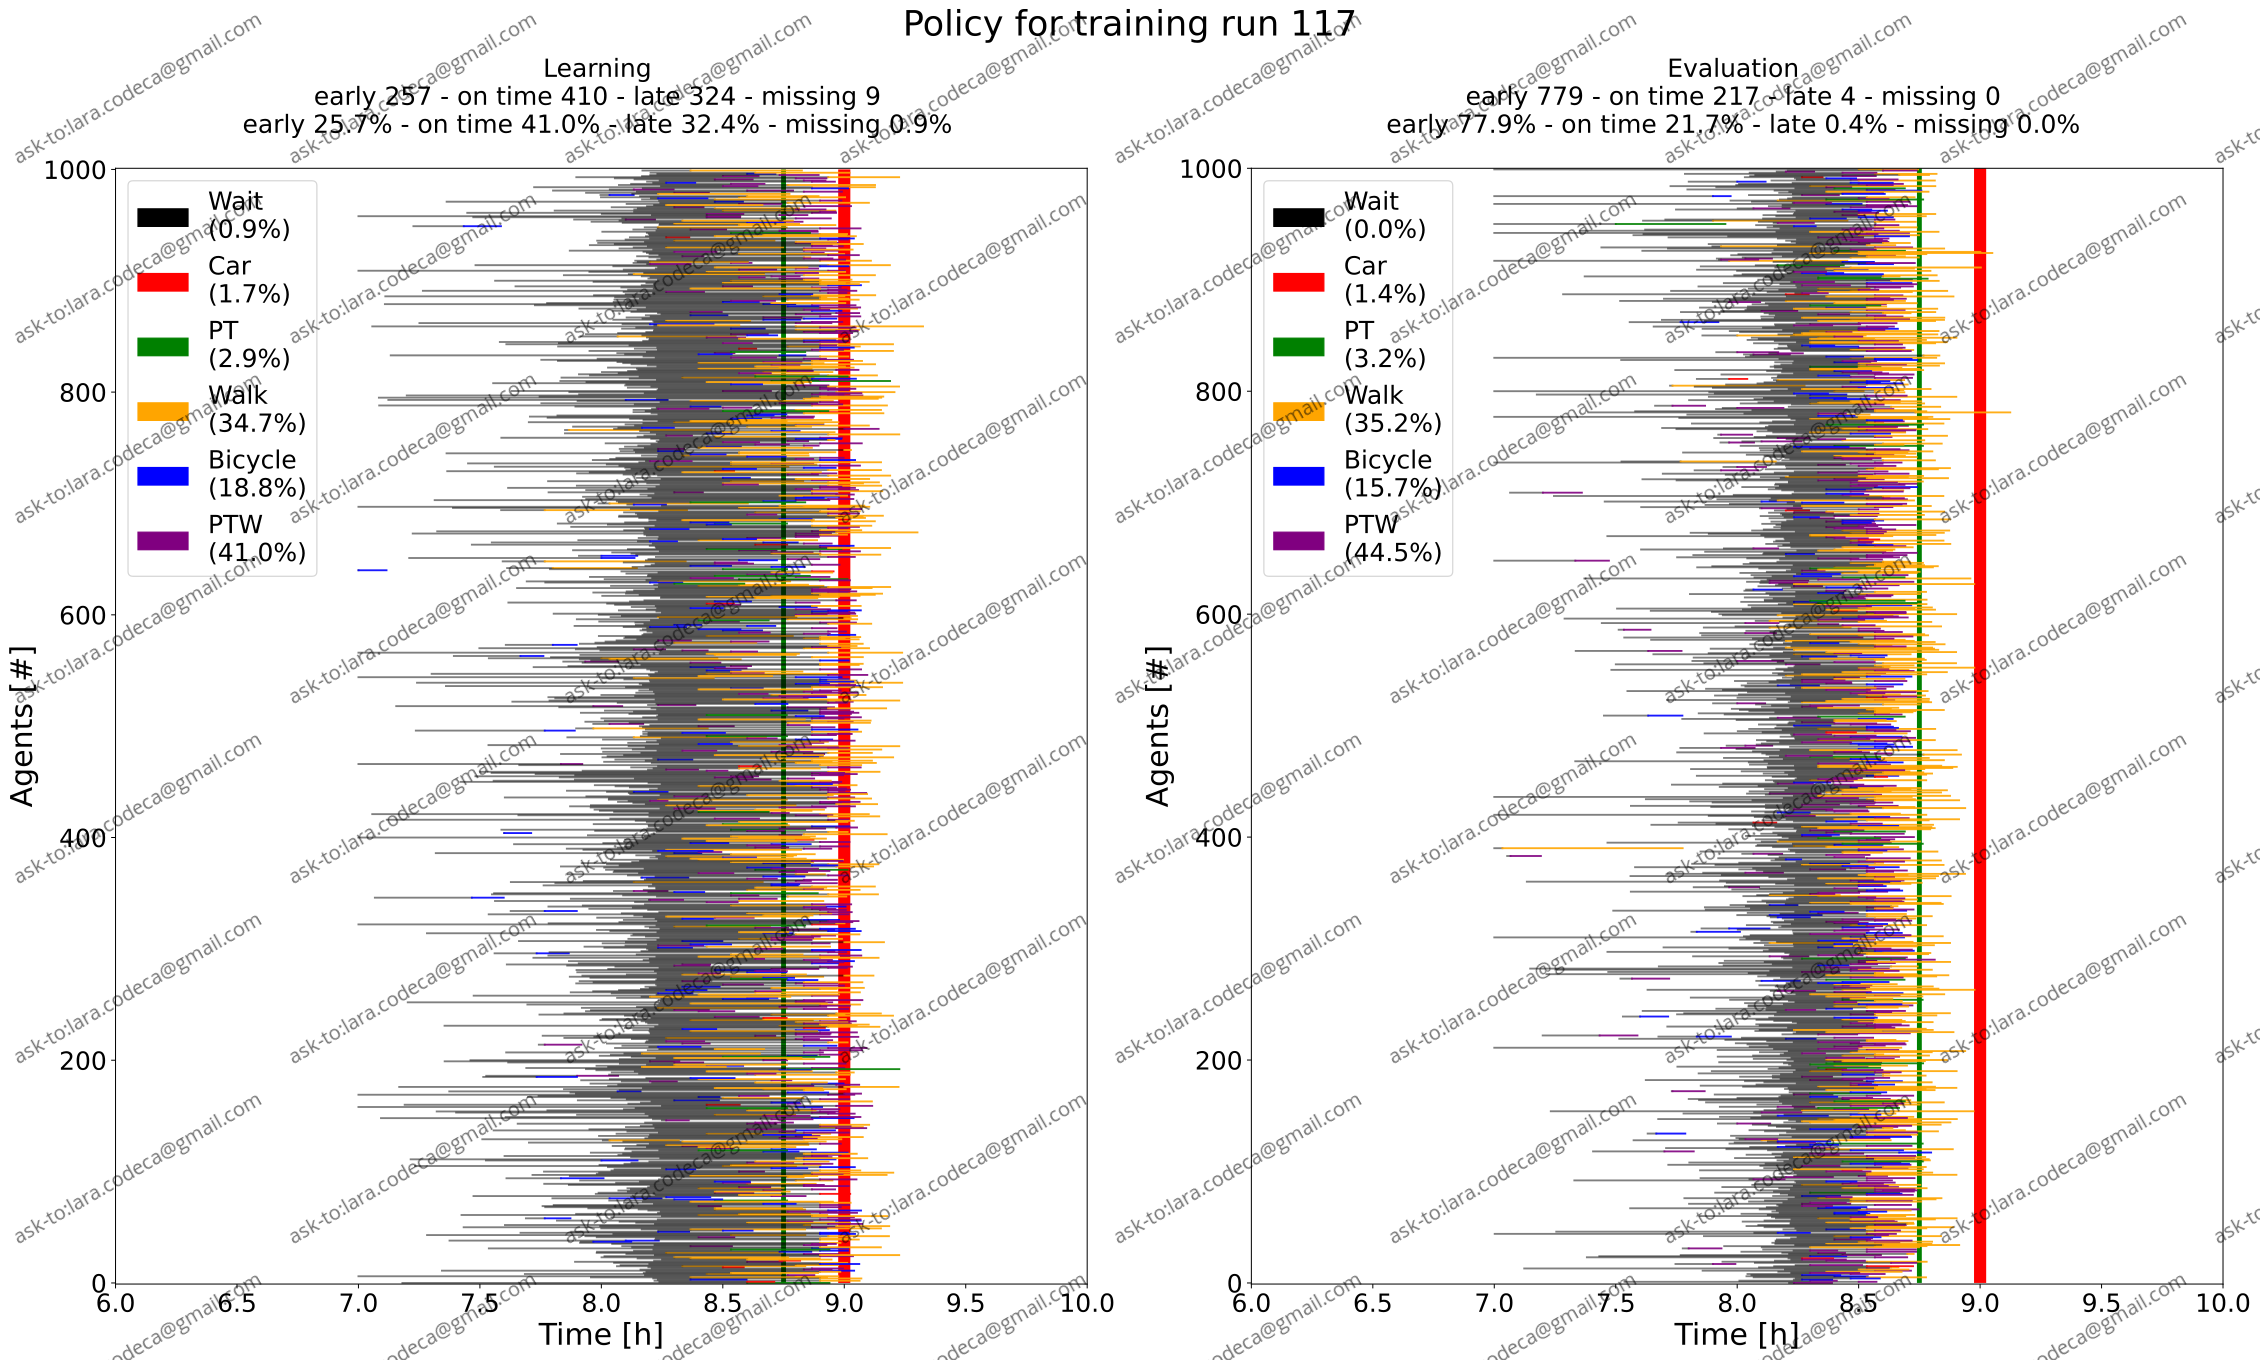 Policy for training run 117
Learning
early 257 - on time 410 - late 324 - missing 9
early 25.7% - on time 41.0% - late 32.4% - missing 0.9%
1000
800
600
400
200
0
Agents [#]
Wait
(0.9%)
Car
(1.7%)
PT
(2.9%)
Walk
(34.7%)
Bicycle
(18.8%)
PTW
(41.0%)
6.0 6.5 7.0 7.5 8.0 8.5 9.0 9.5 10.0
Time [h]
Evaluation
early 779 - on time 217 - late 4 - missing 0
early 77.9% - on time 21.7% - late 0.4% - missing 0.0%
1000
800
600
400
200
0
Agents [#]
Wait
(0.0%)
Car
(1.4%)
PT
(3.2%)
Walk
(35.2%)
Bicycle
(15.7%)
PTW
(44.5%)
6.0 6.5 7.0 7.5 8.0 8.5 9.0 9.5 10.0
Time [h]
ask-to:lara.codeca@gmail.com